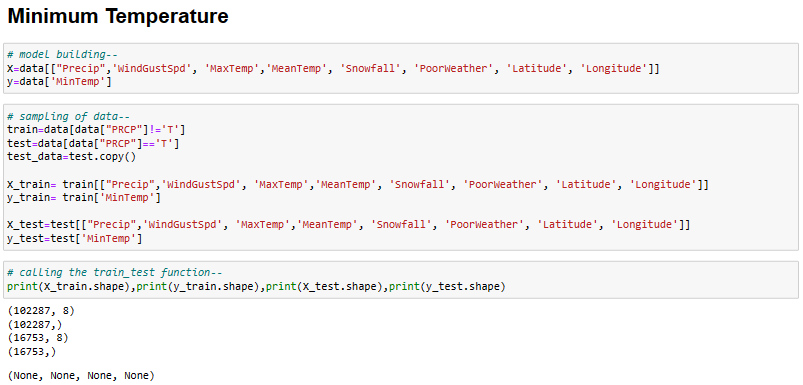 Minimum Temperature
# model building--
X=data[["Precip",'WindGustSpd', 'MaxTemp','MeanTemp', 'Snowfall', 'PoorWeather', 'Latitude', 'Longitude']]
y=data['MinTemp']
# sampling of data--
train=data[data["PRCP"]!='T']
test=data[data["PRCP"]=='T']
test_data=test.copy()
X_train= train[["Precip",'WindGustSpd', 'MaxTemp','MeanTemp', 'Snowfall', 'PoorWeather', 'Latitude', 'Longitude']]
y_train= train['MinTemp']
X_test=test[["Precip",'WindGustSpd', 'MaxTemp','MeanTemp', 'Snowfall', 'PoorWeather', 'Latitude', 'Longitude']]
y_test=test['MinTemp']
# calling the train_test function--
print(X_train.shape),print(y_train.shape),print(X_test.shape),print(y_test.shape)
(102287, 8)
(102287,)
(16753, 8)
(16753,)
(None, None, None, None)